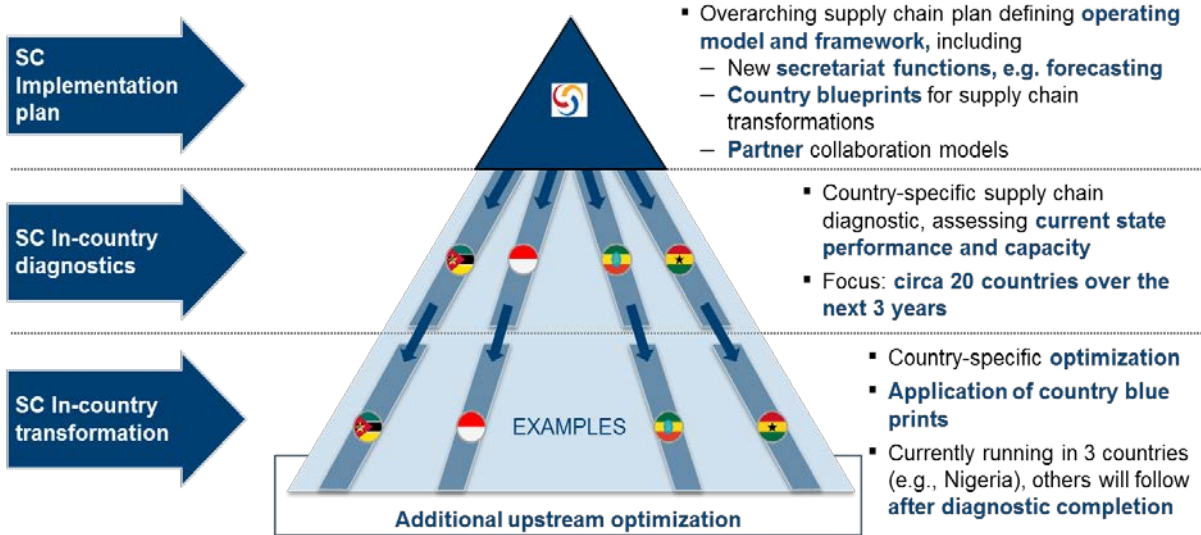 SC
Implementation
plan
▪ Overarching supply chain plan defining operating
model and framework, including
– New secretariat functions, e.g. forecasting
– Country blueprints for supply chain
transformations
– Partner collaboration models
SC In-country
diagnostics
▪ Country-specific supply chain
diagnostic, assessing current state
performance and capacity
▪ Focus: circa 20 countries over the
next 3 years
SC In-country
transformation
EXAMPLES
▪ Country-specific optimization
▪ Application of country blue
prints
▪ Currently running in 3 countries
(e.g., Nigeria), others will follow
after diagnostic completion
Additional upstream optimization